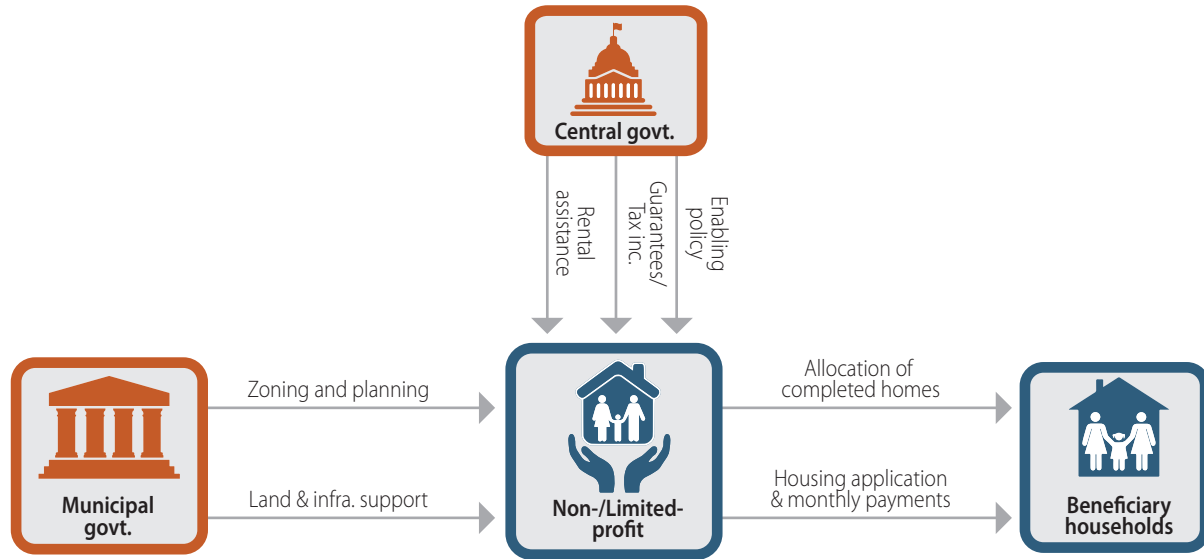 Central govt.
Rental
assistance
Guarantees/
Tax inc.
Enabling
policy
Municipal
govt.
Zoning and planning
Land & infra. support
Non-/Limited-
profit
Allocation of
completed homes
Housing application
& monthly payments
Beneficiary
households